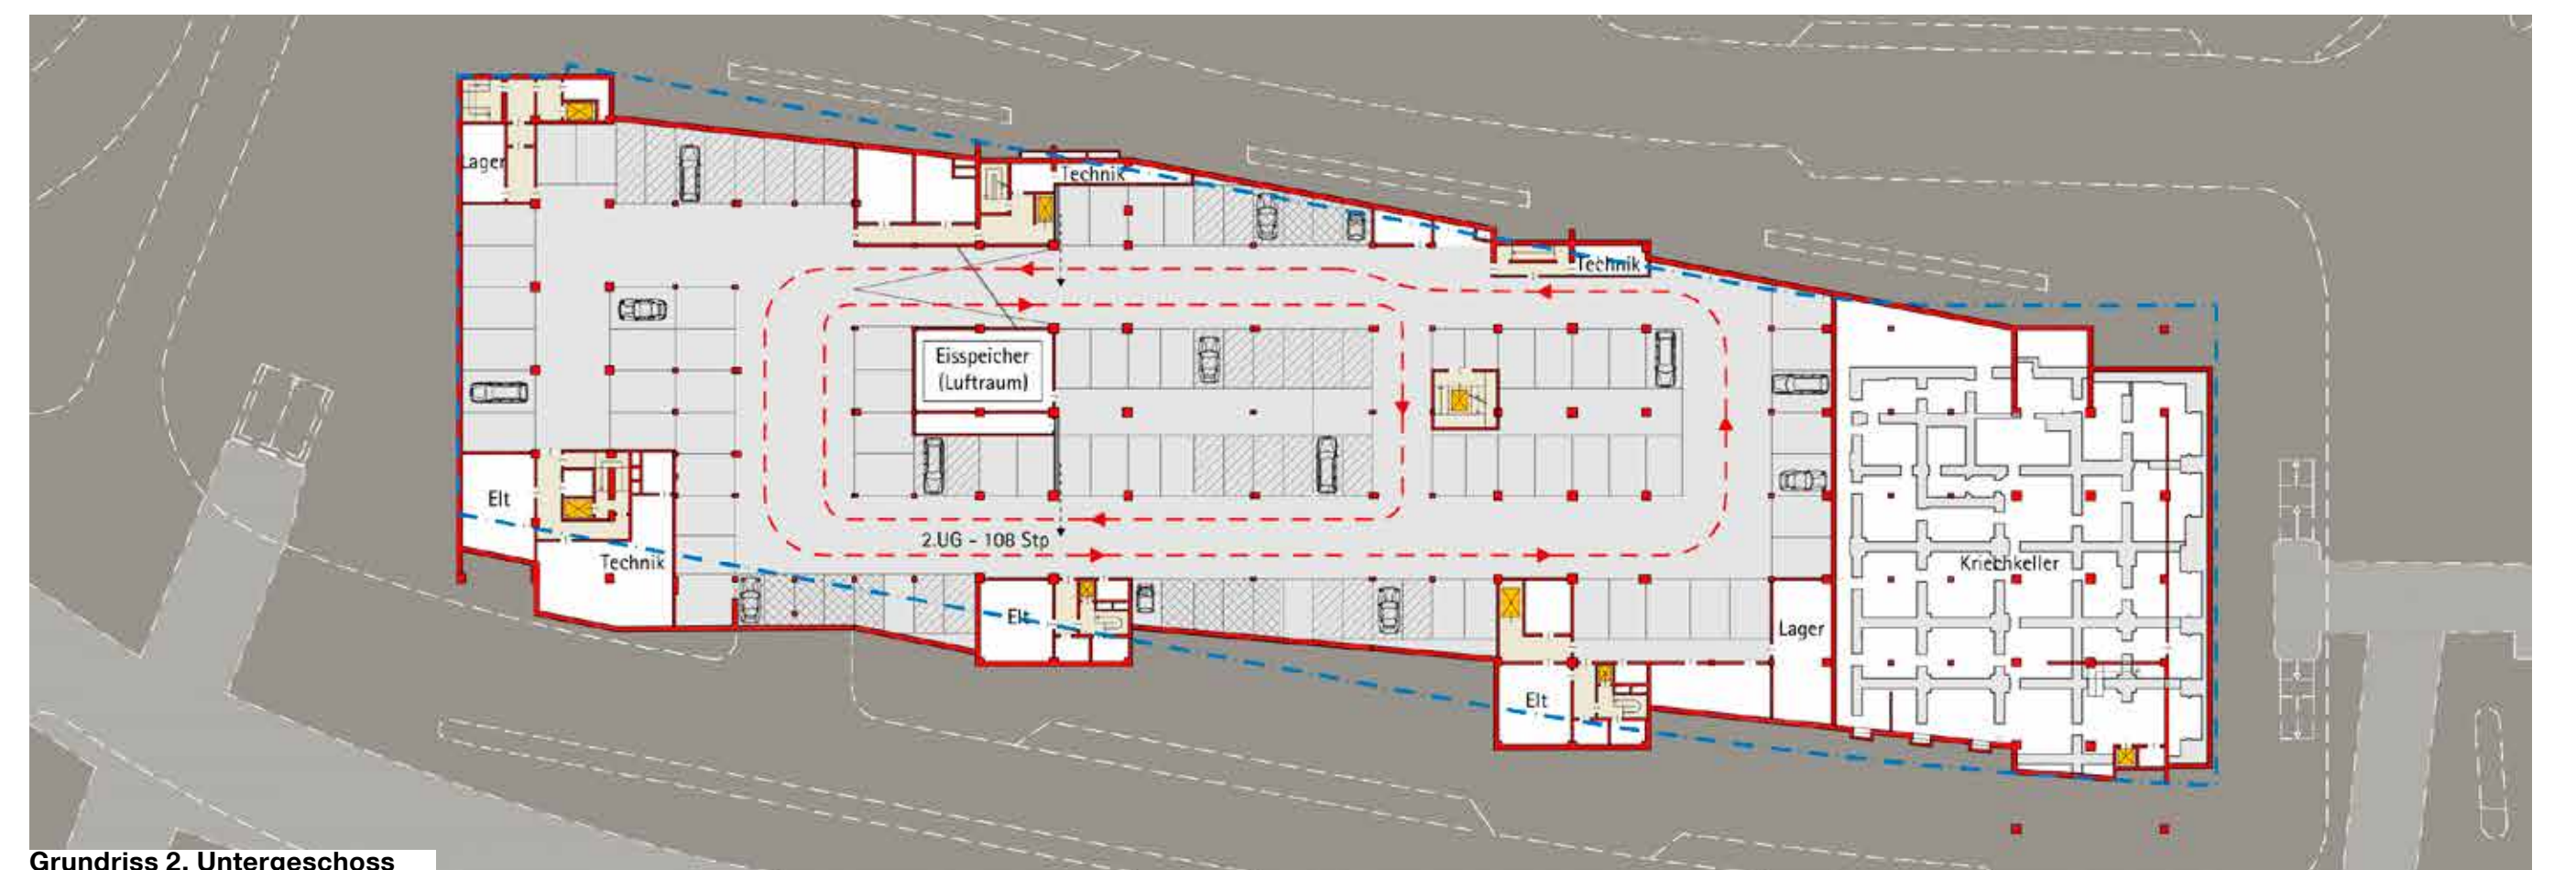 Lager
Technik
Technik
Eisspeicher
(Luftraum)
Elt
2.UG - 108 Stp
Technik
Kriechkeller
Elt
Lager
Elt
Grundriss 2. Untergeschoss